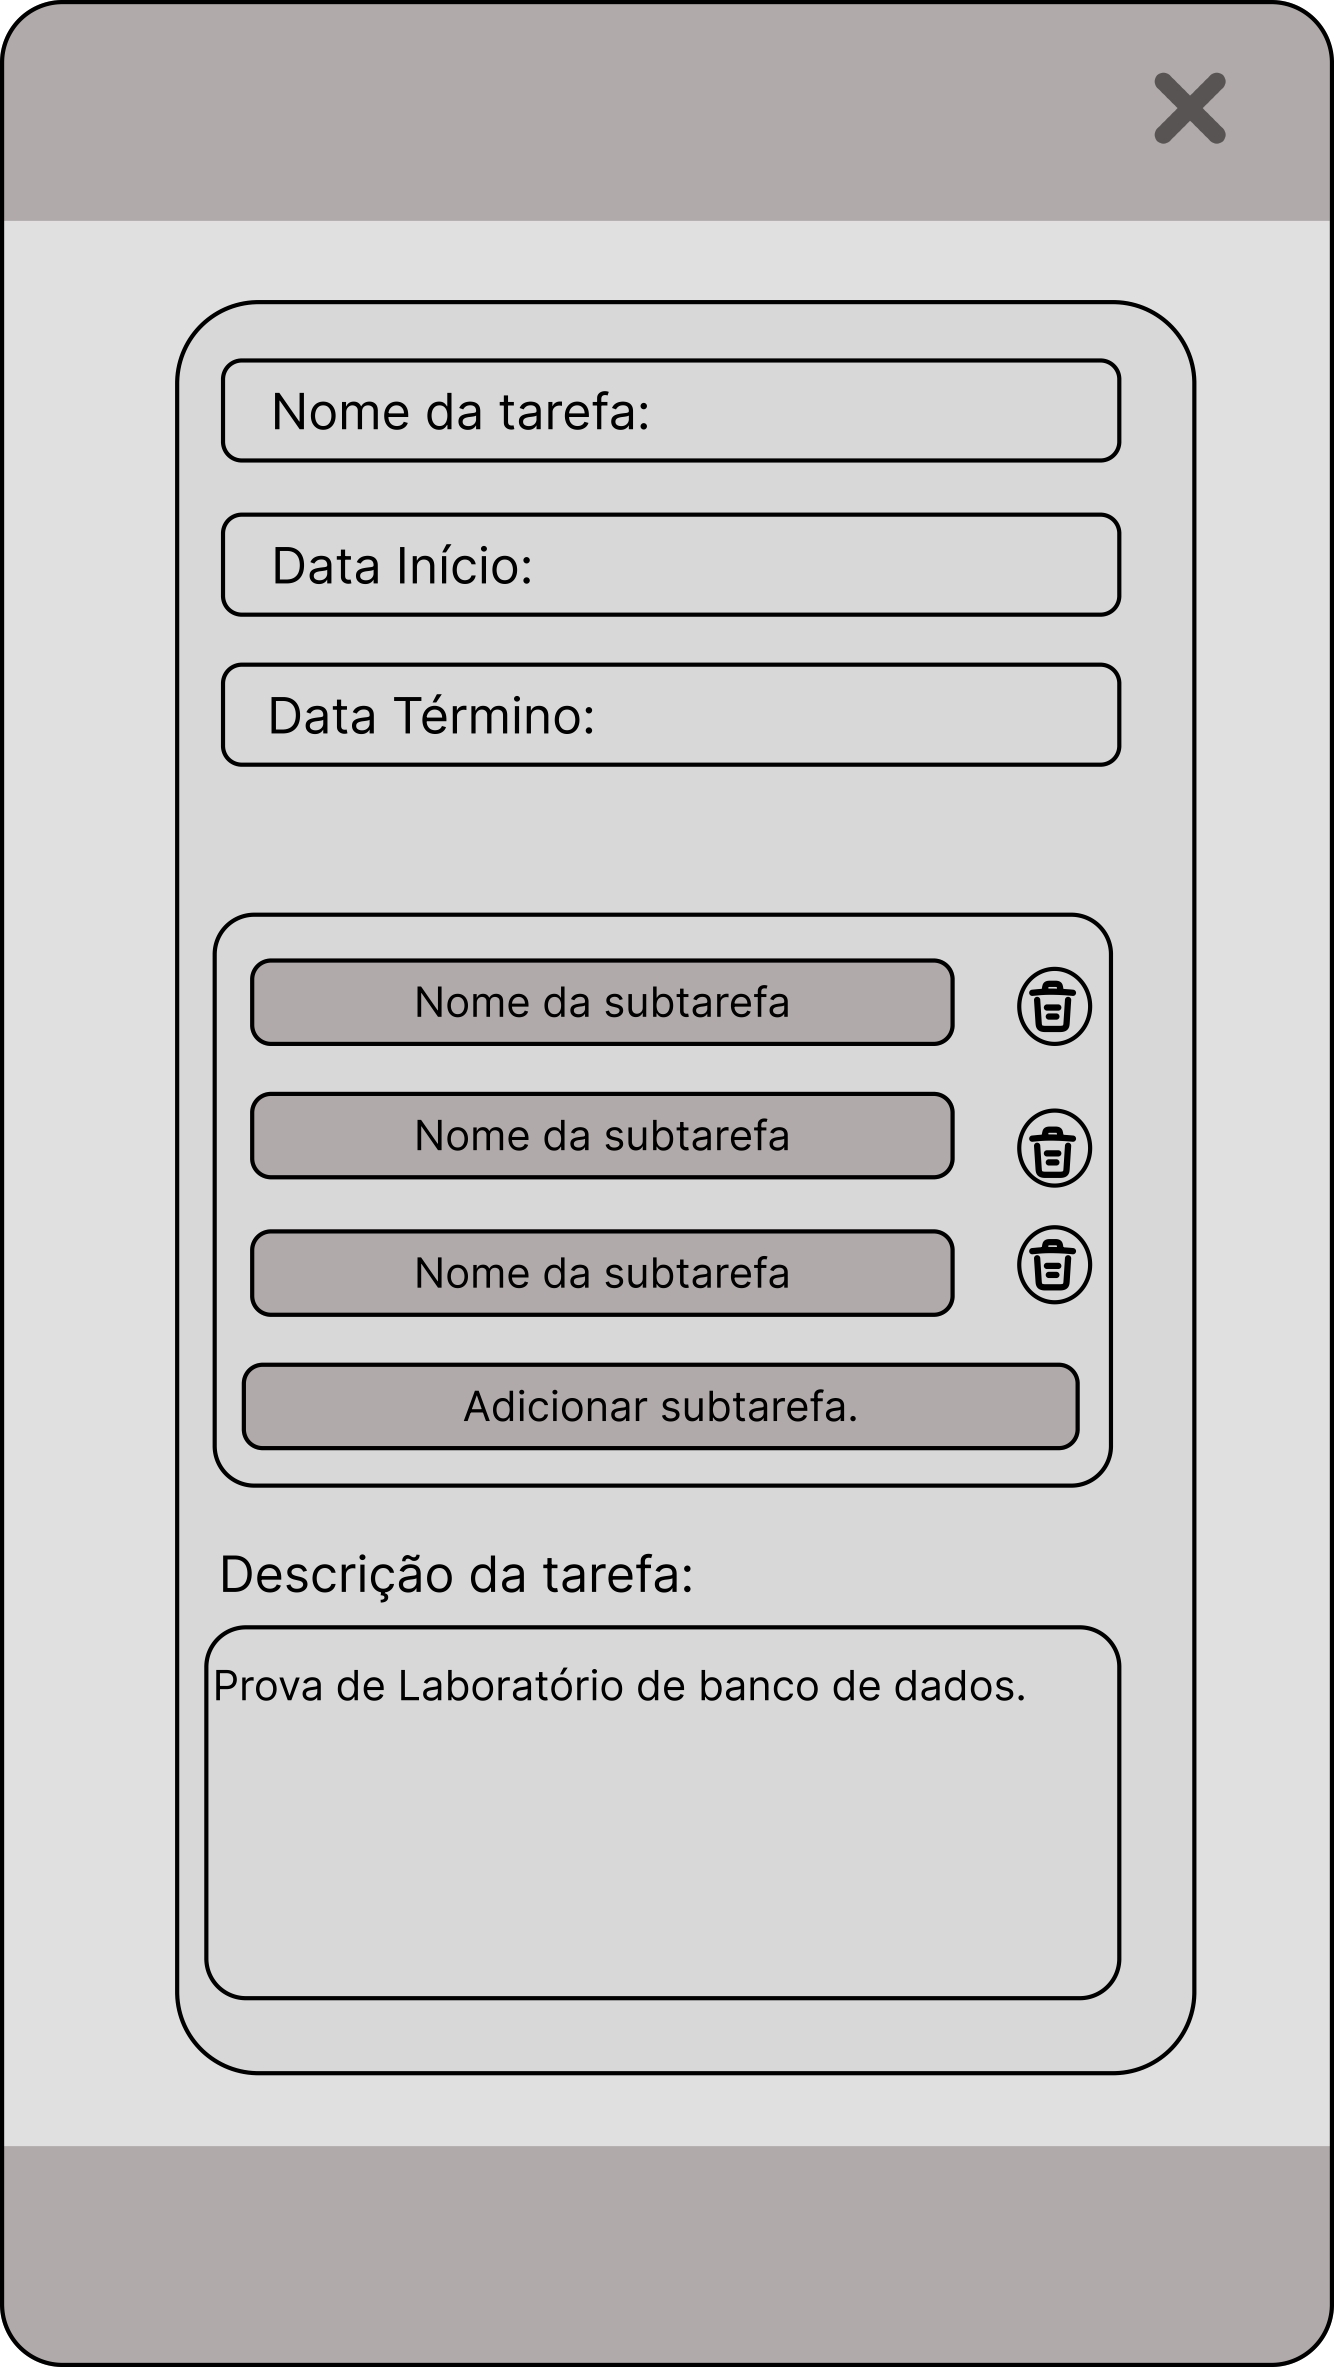 Nome da tarefa:
Data Início:
Data Término:
Nome da subtarefa
Nome da subtarefa
Nome da subtarefa
Adicionar subtarefa.
Descrição da tarefa:
Prova de Laboratório de banco de dados.